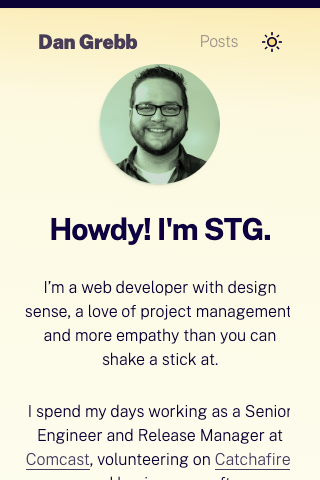 Dan Grebb
Posts
Howdy! I'm STG.
I’m a web developer with design
sense, a love of project management
and more empathy than you can
shake a stick at.
I spend my days working as a Senior
Engineer and Release Manager at
Comcast, volunteering on Catchafire